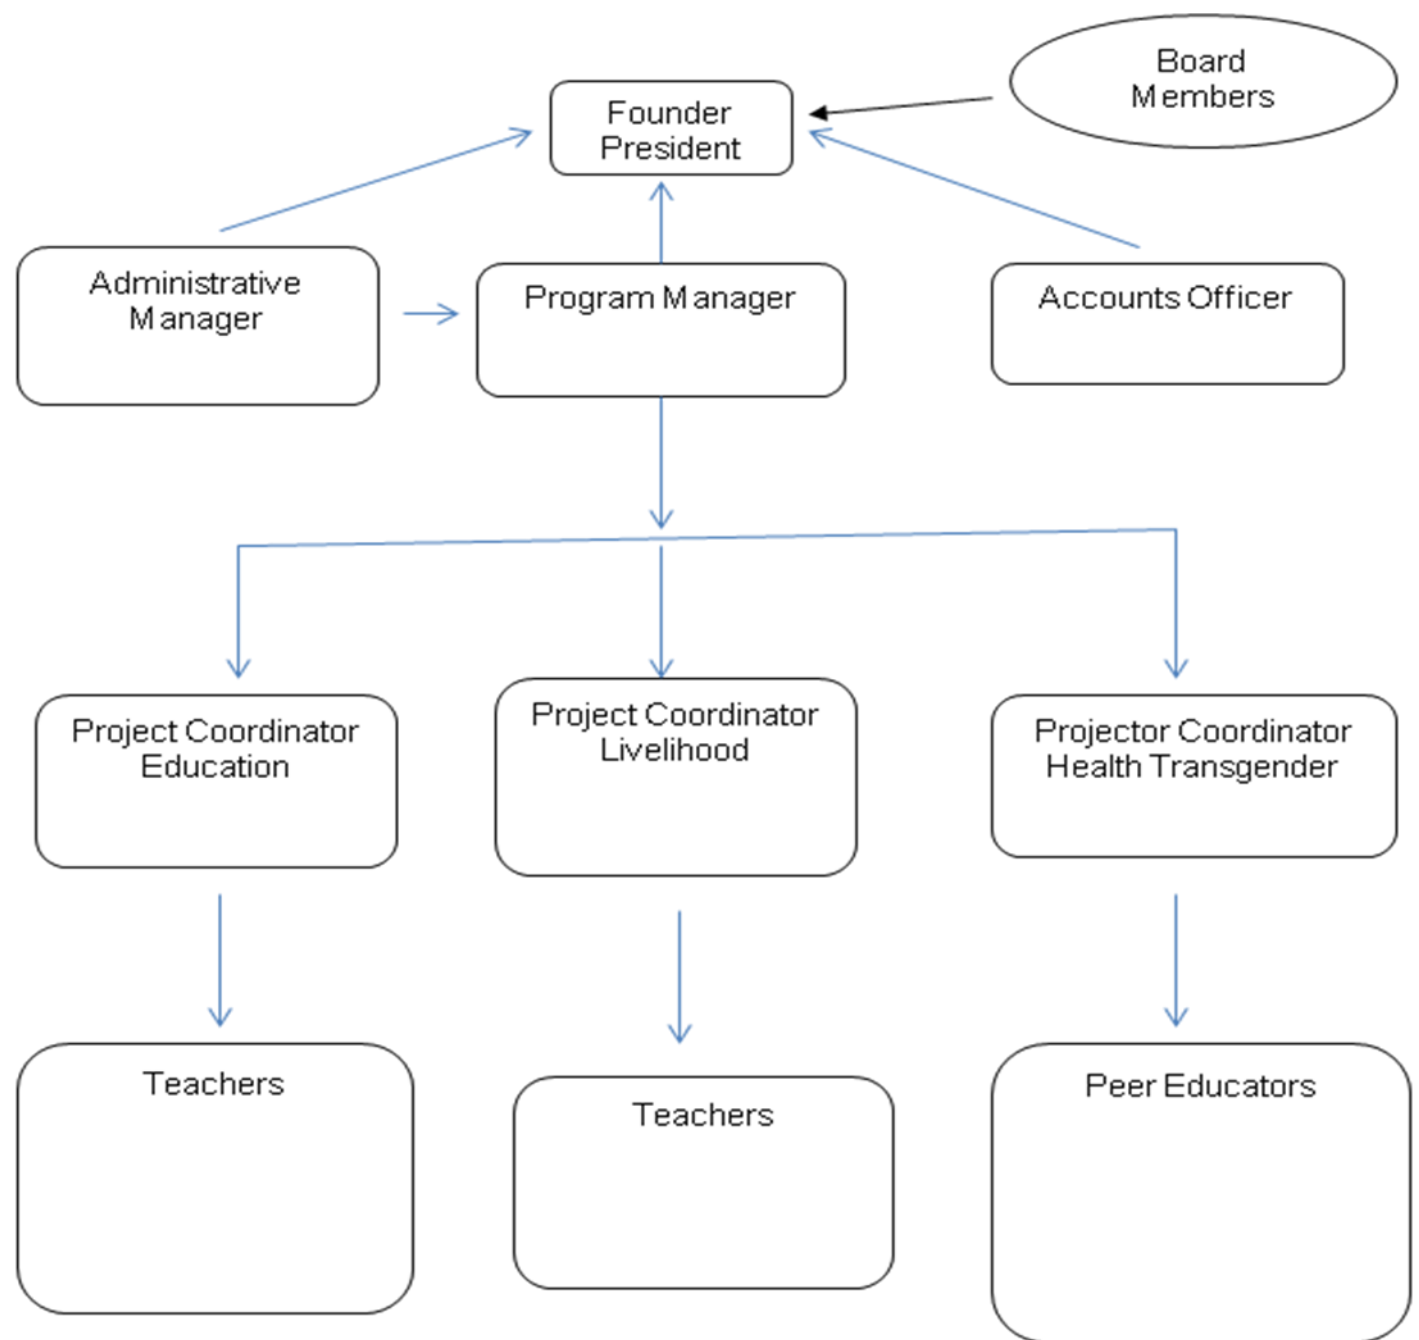 Board
Members
Founder
President
Administrative
Manager
Program Manager
Accounts Officer
Project Coordinator
Education
Project Coordinator
Livelihood
Projector Coordinator
Health Transgender
Teachers
Teachers
Peer Educators